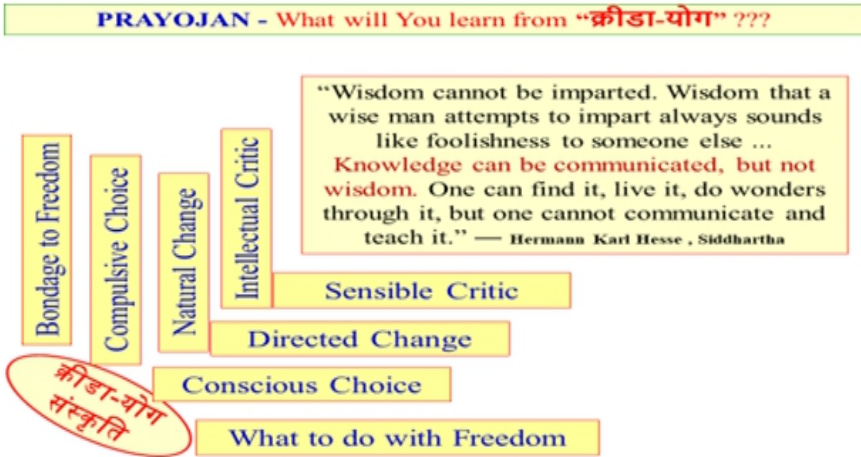 PRAYOJAN - What will You learn from “क्रीडा-योग” ???
“Wisdom cannot be imparted. Wisdom that a
wise man attempts to impart always sounds
like foolishness to someone else ...
Knowledge can be communicated, but not
wisdom. One can find it, live it, do wonders
through it, but one cannot communicate and
teach it.” — Hermann Karl Hesse , Siddhartha
Bondage to Freedom
Compulsive Choice
Natural Change
Intellectual Critic
Sensible Critic
Directed Change
Conscious Choice
What to do with Freedom
क्रीडा-योग
संस्कृति